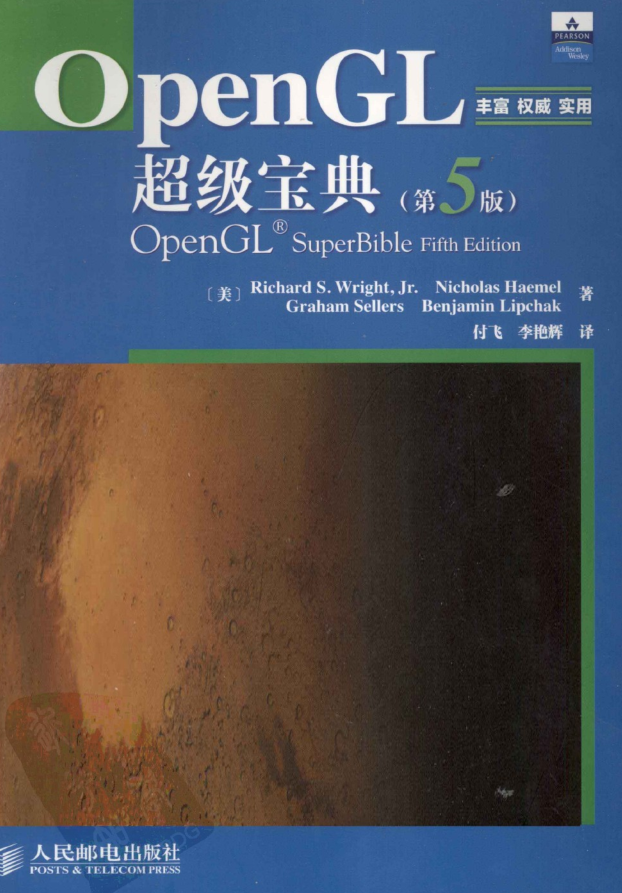 PEARSON
Addison
Wesley
OpenGL
丰富 权威 实用
超级宝典(第5版)
OpenGL® SuperBible Fifth Edition
〔美〕 Richard S. Wright, Jr. Nicholas Haemel 著
Graham Sellers Benjamin Lipchak
付飞 李艳辉 译
人民邮电出版社
POSTS & TELECOM PRESS